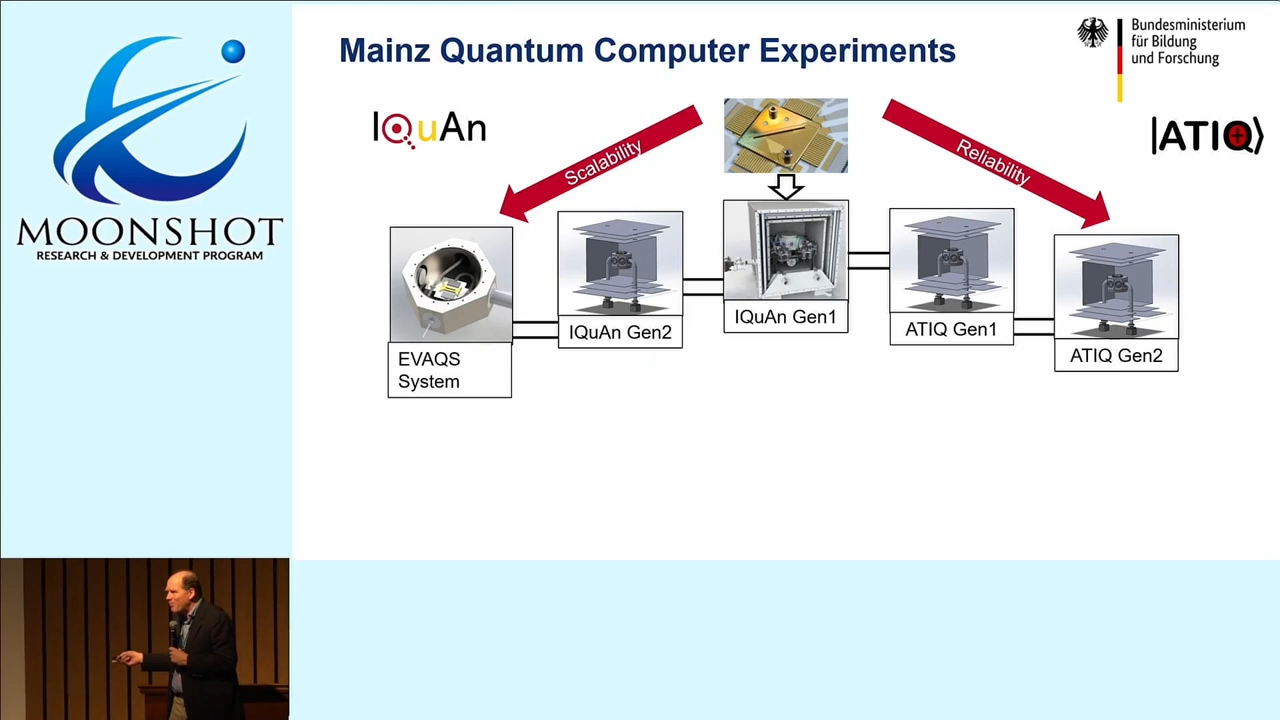 MOONSHOT
RESEARCH & DEVELOPMENT PROGRAM
Mainz Quantum Computer Experiments
Bundesministerium
für Bildung
und Forschung
IQuAn
|ATIQ⟩
Scalability
Reliability
EVAQS
System
IQuAn Gen2
IQuAn Gen1
ATIQ Gen1
ATIQ Gen2